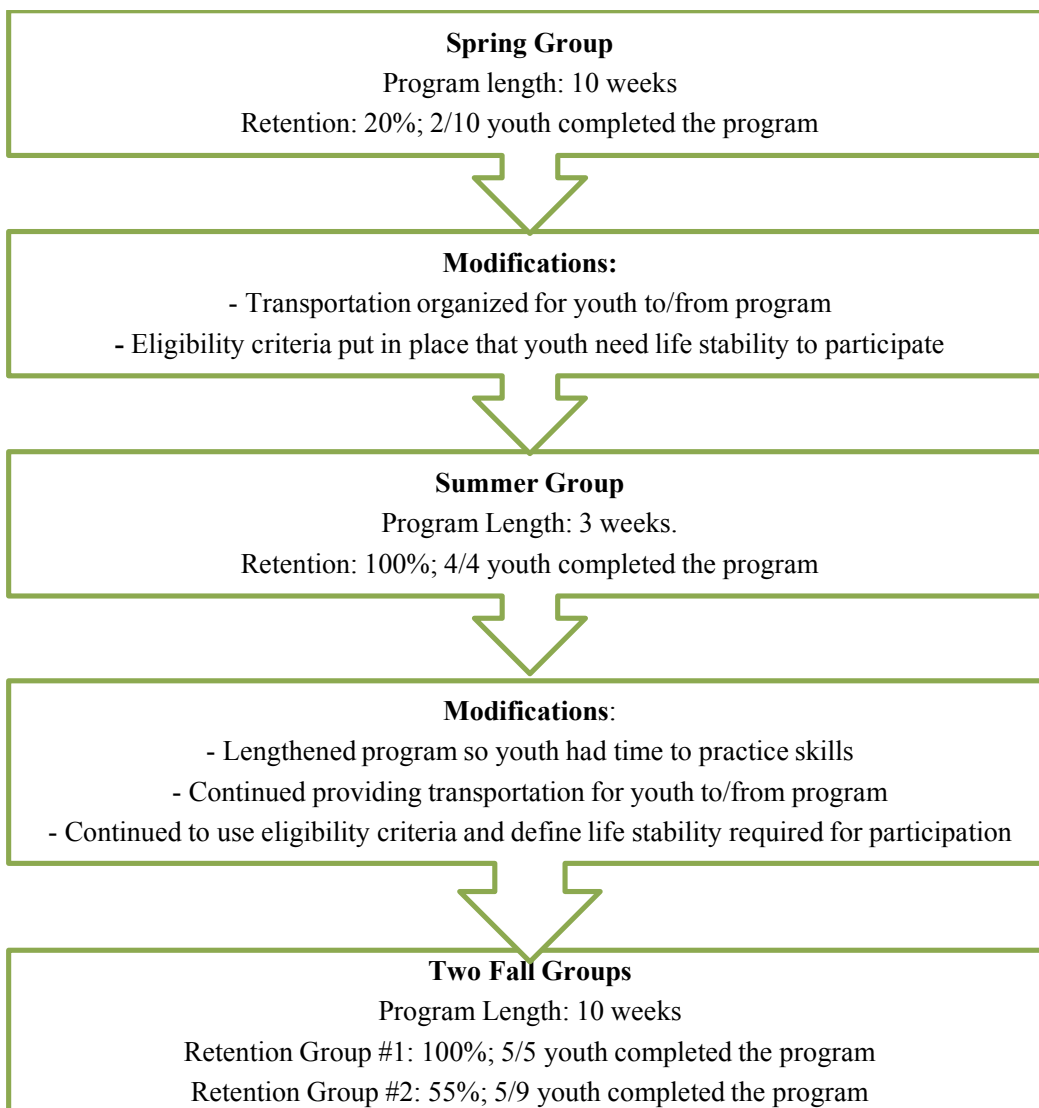 Spring Group
Program length: 10 weeks
Retention: 20%; 2/10 youth completed the program
Modifications:
- Transportation organized for youth to/from program
- Eligibility criteria put in place that youth need life stability to participate
Summer Group
Program Length: 3 weeks.
Retention: 100%; 4/4 youth completed the program
Modifications:
- Lengthened program so youth had time to practice skills
- Continued providing transportation for youth to/from program
- Continued to use eligibility criteria and define life stability required for participation
Two Fall Groups
Program Length: 10 weeks
Retention Group #1: 100%; 5/5 youth completed the program
Retention Group #2: 55%; 5/9 youth completed the program